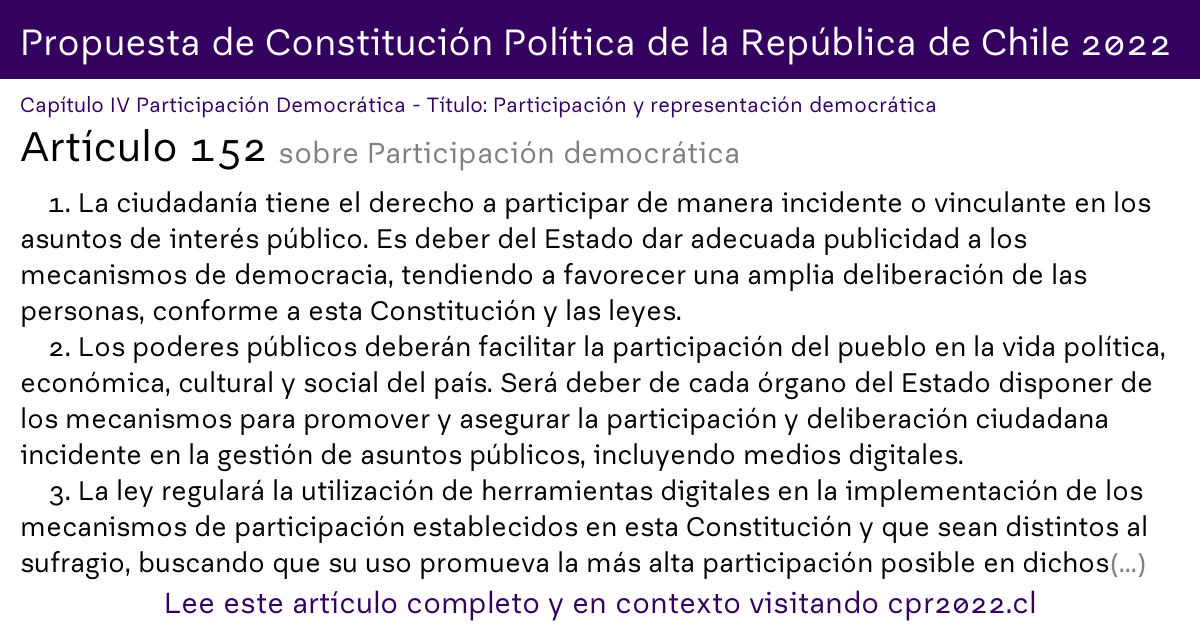 Propuesta de Constitución Política de la República de Chile 2022
Capítulo IV Participación Democrática - Título: Participación y representación democrática
Artículo 152 sobre Participación democrática
1. La ciudadanía tiene el derecho a participar de manera incidente o vinculante en los
asuntos de interés público. Es deber del Estado dar adecuada publicidad a los
mecanismos de democracia, tendiendo a favorecer una amplia deliberación de las
personas, conforme a esta Constitución y las leyes.
2. Los poderes públicos deberán facilitar la participación del pueblo en la vida política,
económica, cultural y social del país. Será deber de cada órgano del Estado disponer de
los mecanismos para promover y asegurar la participación y deliberación ciudadana
incidente en la gestión de asuntos públicos, incluyendo medios digitales.
3. La ley regulará la utilización de herramientas digitales en la implementación de los
mecanismos de participación establecidos en esta Constitución y que sean distintos al
sufragio, buscando que su uso promueva la más alta participación posible en dichos(...)
Lee este artículo completo y en contexto visitando cpr2022.cl